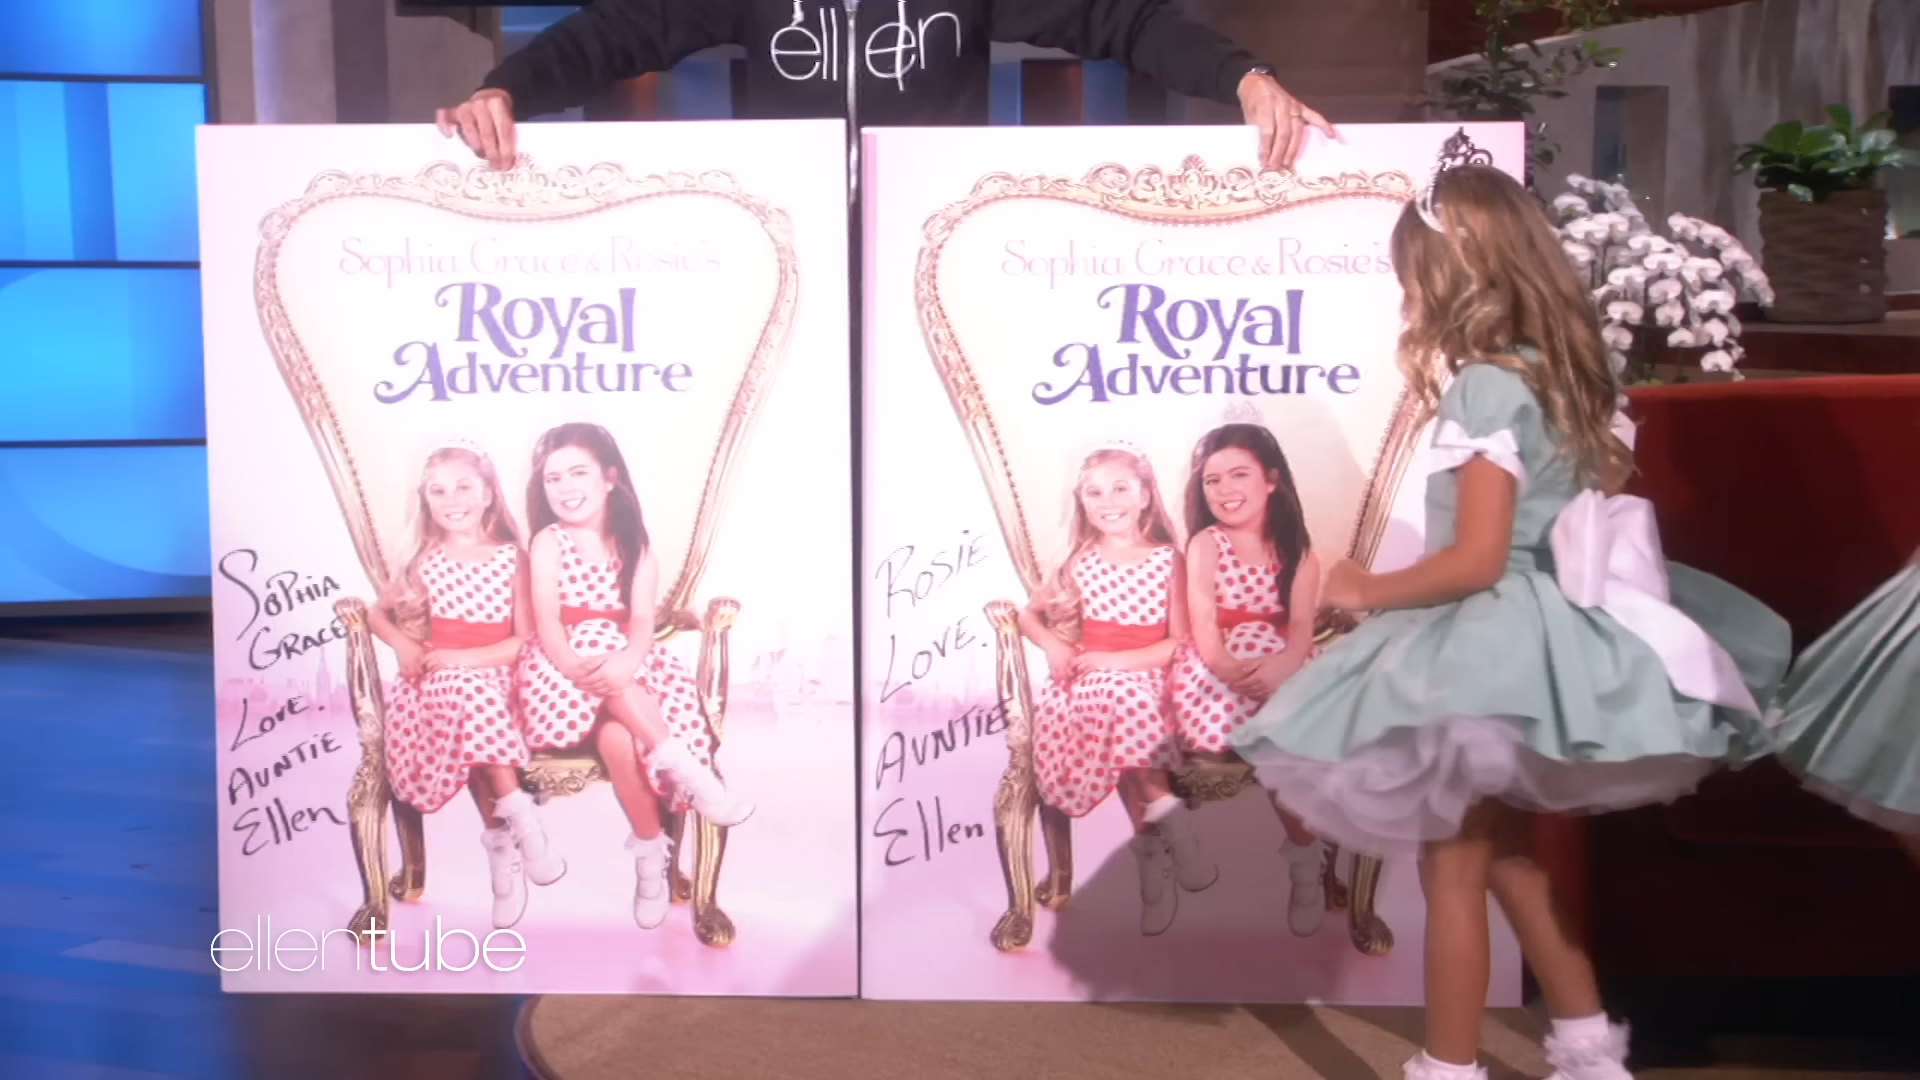 ellen
Sophia Grace & Rosie's
Royal
Adventure
SOPHIA
GRACE
LOVE.
AUNTIE
Ellen
Sophia Grace & Rosie's
Royal
Adventure
ROSIE
LOVE.
AUNTIE
Ellen
ellentube